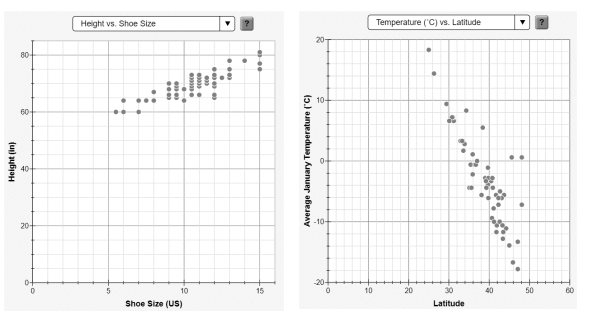 Height vs. Shoe Size ▼ ?
80
60
40
20
0
0 5 10 15
Height (in)
Shoe Size (US)
Temperature (˚C) vs. Latitude ▼ ?
20
10
0
-10
-20
0 10 20 30 40 50 60
Average January Temperature (˚C)
Latitude